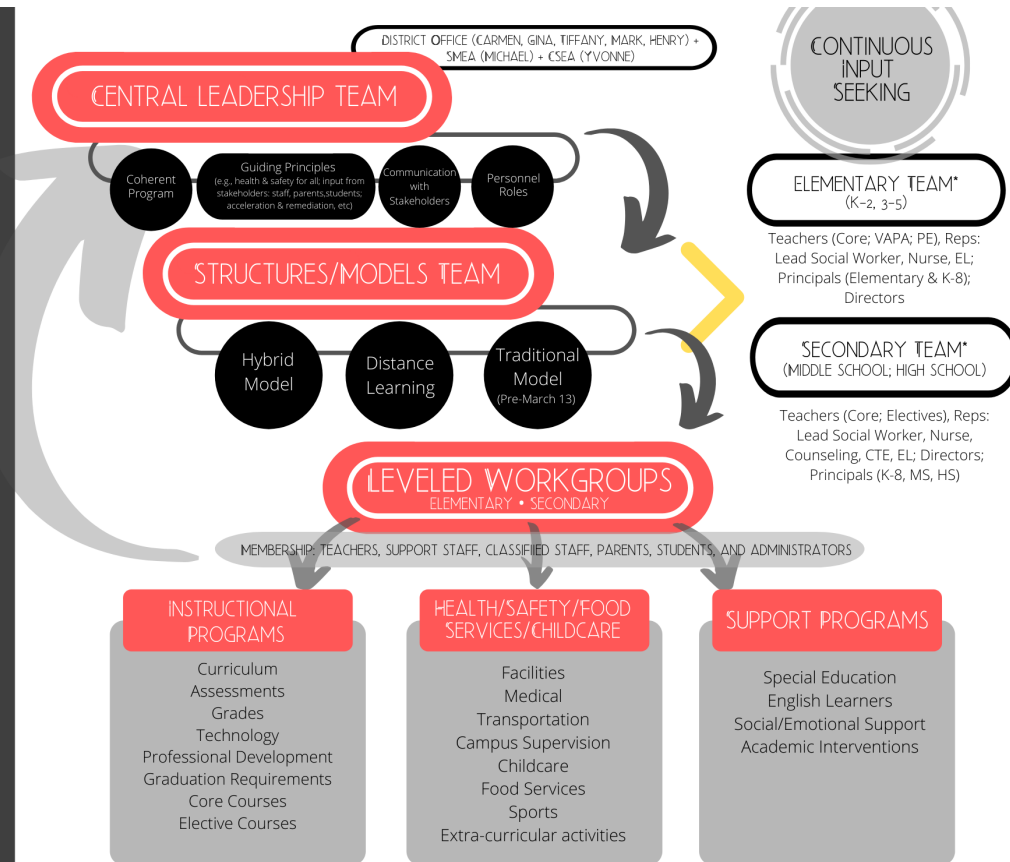 DISTRICT OFFICE (CARMEN, GINA, TIFFANY, MARK, HENRY) +
SMEA (MICHAEL) + CSEA (YVONNE)
CENTRAL LEADERSHIP TEAM
Coherent
Program
Guiding Principles
(e.g., health & safety for all; input from
stakeholders: staff, parents,students;
acceleration & remediation, etc)
Communication
with
Stakeholders
Personnel
Roles
STRUCTURES/MODELS TEAM
Hybrid
Model
Distance
Learning
Traditional
Model
(Pre-March 13)
CONTINUOUS
INPUT
SEEKING
ELEMENTARY TEAM*
(K-2, 3-5)
Teachers (Core; VAPA; PE), Reps:
Lead Social Worker, Nurse, EL;
Principals (Elementary & K-8);
Directors
SECONDARY TEAM*
(MIDDLE SCHOOL; HIGH SCHOOL)
Teachers (Core; Electives), Reps:
Lead Social Worker, Nurse,
Counseling, CTE, EL; Directors;
Principals (K-8, MS, HS)
LEVELED WORKGROUPS
ELEMENTARY • SECONDARY
MEMBERSHIP: TEACHERS, SUPPORT STAFF, CLASSIFIED STAFF, PARENTS, STUDENTS, AND ADMINISTRATORS
INSTRUCTIONAL
PROGRAMS
Curriculum
Assessments
Grades
Technology
Professional Development
Graduation Requirements
Core Courses
Elective Courses
HEALTH/SAFETY/FOOD
SERVICES/CHILDCARE
Facilities
Medical
Transportation
Campus Supervision
Childcare
Food Services
Sports
Extra-curricular activities
SUPPORT PROGRAMS
Special Education
English Learners
Social/Emotional Support
Academic Interventions